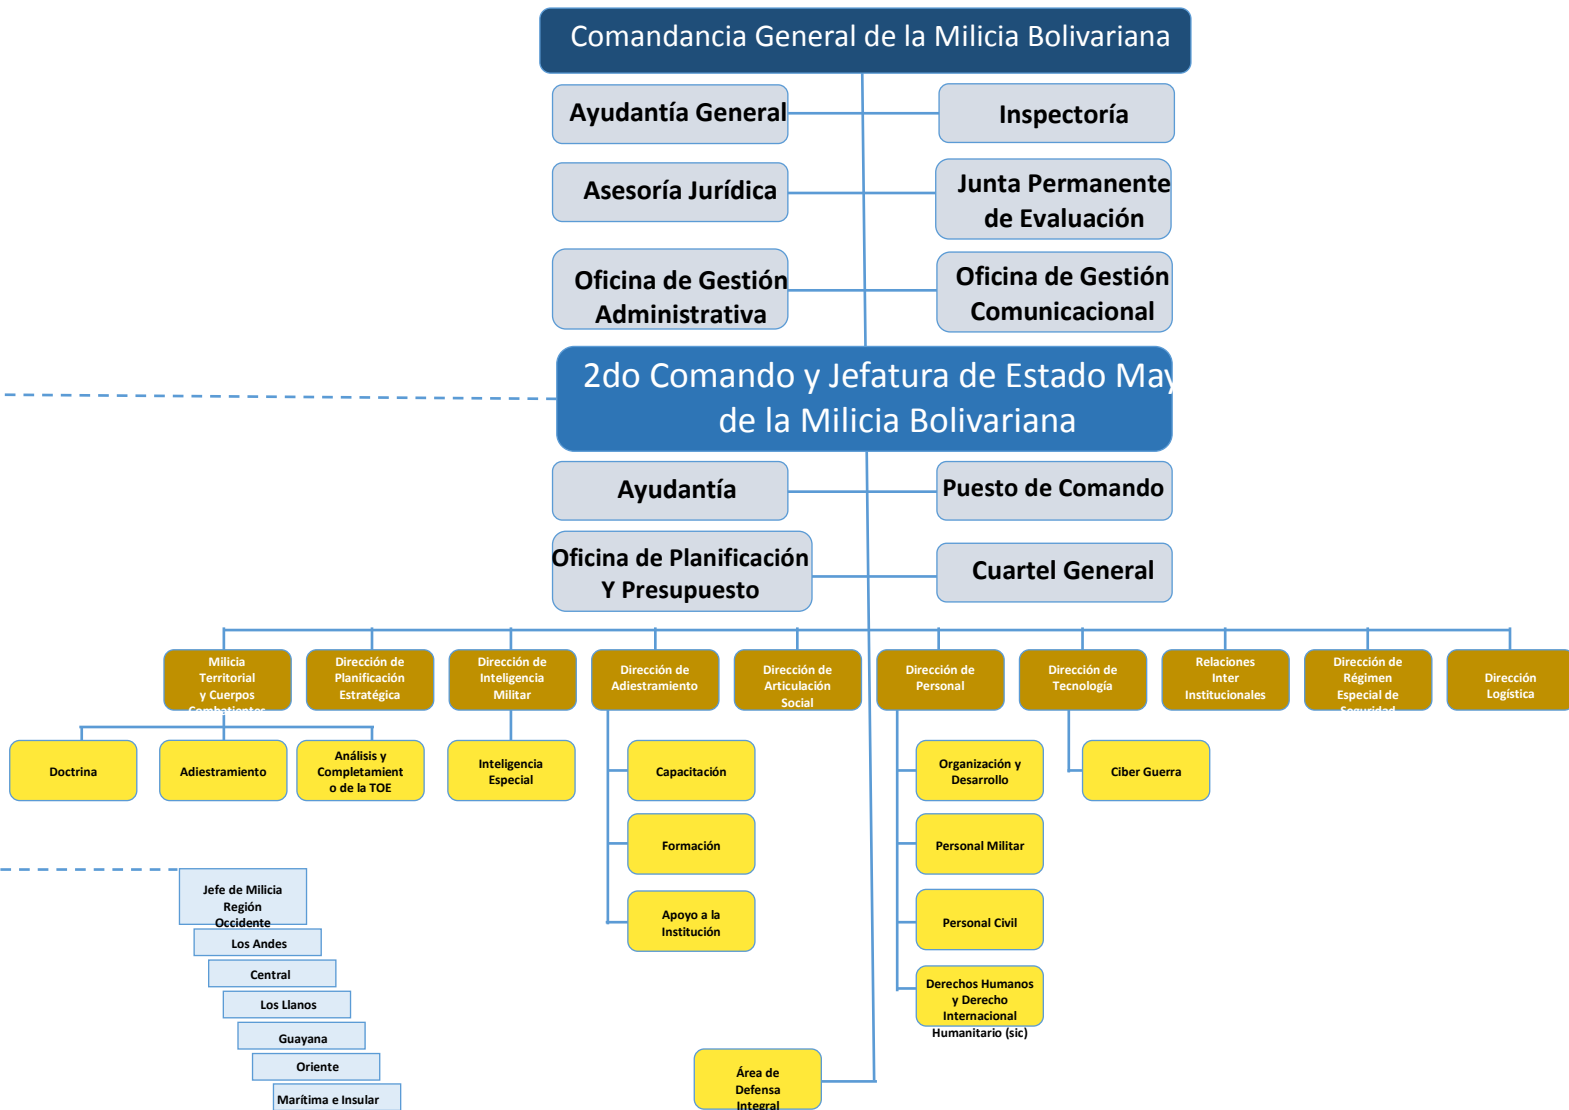 Comandancia General de la Milicia Bolivariana
Ayudantía General
Inspectoría
Asesoría Jurídica
Junta Permanente
de Evaluación
Oficina de Gestión
Administrativa
Oficina de Gestión
Comunicacional
2do Comando y Jefatura de Estado May
de la Milicia Bolivariana
Ayudantía
Puesto de Comando
Oficina de Planificación
Y Presupuesto
Cuartel General
Milicia
Territorial
y Cuerpos
Combatientes
Dirección de
Planificación
Estratégica
Dirección de
Inteligencia
Militar
Dirección de
Adiestramiento
Dirección de
Articulación
Social
Dirección de
Personal
Dirección de
Tecnología
Relaciones
Inter
Institucionales
Dirección de
Régimen
Especial de
Seguridad
Dirección
Logística
Doctrina
Adiestramiento
Análisis y
Completamient
o de la TOE
Inteligencia
Especial
Capacitación
Organización y
Desarrollo
Ciber Guerra
Formación
Personal Militar
Apoyo a la
Institución
Personal Civil
Derechos Humanos
y Derecho
Internacional
Humanitario (sic)
Jefe de Milicia
Región
Occidente
Los Andes
Central
Los Llanos
Guayana
Oriente
Marítima e Insular
Área de
Defensa
Integral